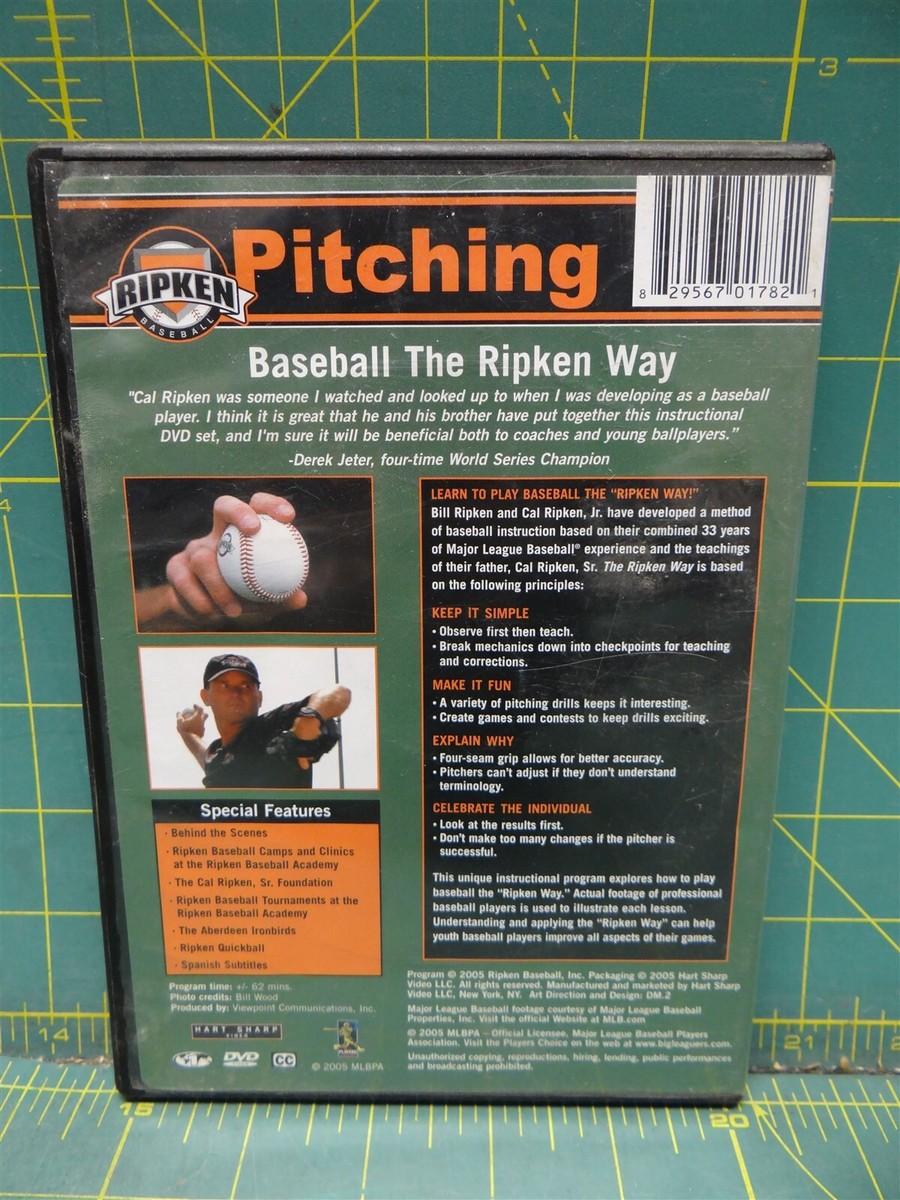 3
Pitching
RIPKEN
BASEBALL
8 29567 01782 1
Baseball The Ripken Way
"Cal Ripken was someone I watched and looked up to when I was developing as a baseball
player. I think it is great that he and his brother have put together this instructional
DVD set, and I'm sure it will be beneficial both to coaches and young ballplayers."
-Derek Jeter, four-time World Series Champion
LEARN TO PLAY BASEBALL THE "RIPKEN WAY!"
Bill Ripken and Cal Ripken, Jr. have developed a method
of baseball instruction based on their combined 33 years
of Major League Baseball® experience and the teachings
of their father, Cal Ripken, Sr. The Ripken Way is based
on the following principles:
KEEP IT SIMPLE
• Observe first then teach.
• Break mechanics down into checkpoints for teaching
and corrections.
MAKE IT FUN
• A variety of pitching drills keeps it interesting.
• Create games and contests to keep drills exciting.
EXPLAIN WHY
• Four-seam grip allows for better accuracy.
• Pitchers can't adjust if they don't understand
terminology.
CELEBRATE THE INDIVIDUAL
• Look at the results first.
• Don't make too many changes if the pitcher is
successful.
This unique instructional program explores how to play
baseball the "Ripken Way." Actual footage of professional
baseball players is used to illustrate each lesson.
Understanding and applying the "Ripken Way" can help
youth baseball players improve all aspects of their games.
Special Features
· Behind the Scenes
· Ripken Baseball Camps and Clinics
at the Ripken Baseball Academy
· The Cal Ripken, Sr. Foundation
· Ripken Baseball Tournaments at the
Ripken Baseball Academy
· The Aberdeen Ironbirds
· Ripken Quickball
· Spanish Subtitles
Program time: +/- 62 mins.
Photo credits: Bill Wood
Produced by: Viewpoint Communications, Inc.
HART SHARP
VIDEO
DVD
CC
© 2005 MLBPA
Program © 2005 Ripken Baseball, Inc. Packaging © 2005 Hart Sharp
Video LLC. All rights reserved. Manufactured and marketed by Hart Sharp
Video LLC, New York, NY. Art Direction and Design: DM.2
Major League Baseball footage courtesy of Major League Baseball
Properties, Inc. Visit the official Website at MLB.com
© 2005 MLBPA – Official Licensee, Major League Baseball Players
Association. Visit the Players Choice on the web at www.bigleaguers.com.
Unauthorized copying, reproductions, hiring, lending, public performances
and broadcasting prohibited.
4
14
21
15
20